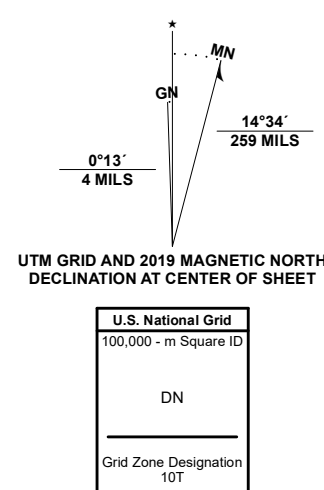 ★
MN
GN
14°34´
259 MILS
0°13´
4 MILS
UTM GRID AND 2019 MAGNETIC NORTH
DECLINATION AT CENTER OF SHEET
U.S. National Grid
100,000 - m Square ID
DN
Grid Zone Designation
10T